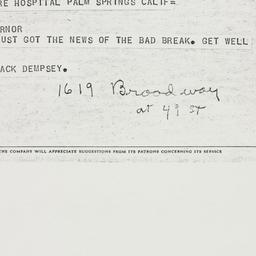 RE HOSPITAL PALM SPRINGS CALIF=
ERNOR
UST GOT THE NEWS OF THE BAD BREAK. GET WELL
ACK DEMPSEY.
1619 Broadway
at 49 St
THE COMPANY WILL APPRECIATE SUGGESTIONS FROM ITS PATRONS CONCERNING ITS SERVICE